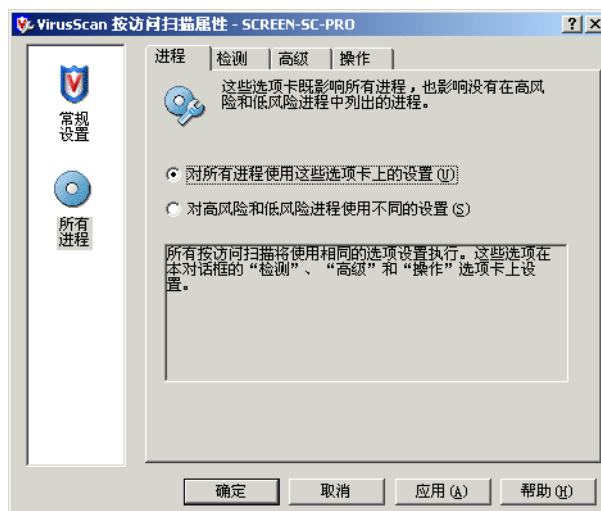 VirusScan 按访问扫描属性 - SCREEN-SC-PRO
常规
设置
所有
进程
进程 检测 高级 操作
这些选项卡既影响所有进程，也影响没有在高风
险和低风险进程中列出的进程。
对所有进程使用这些选项卡上的设置(U)
对高风险和低风险进程使用不同的设置(S)
所有按访问扫描将使用相同的选项设置执行。这些选项在
本对话框的“检测”、“高级”和“操作”选项卡上设
置。
确定 取消 应用(A) 帮助(H)